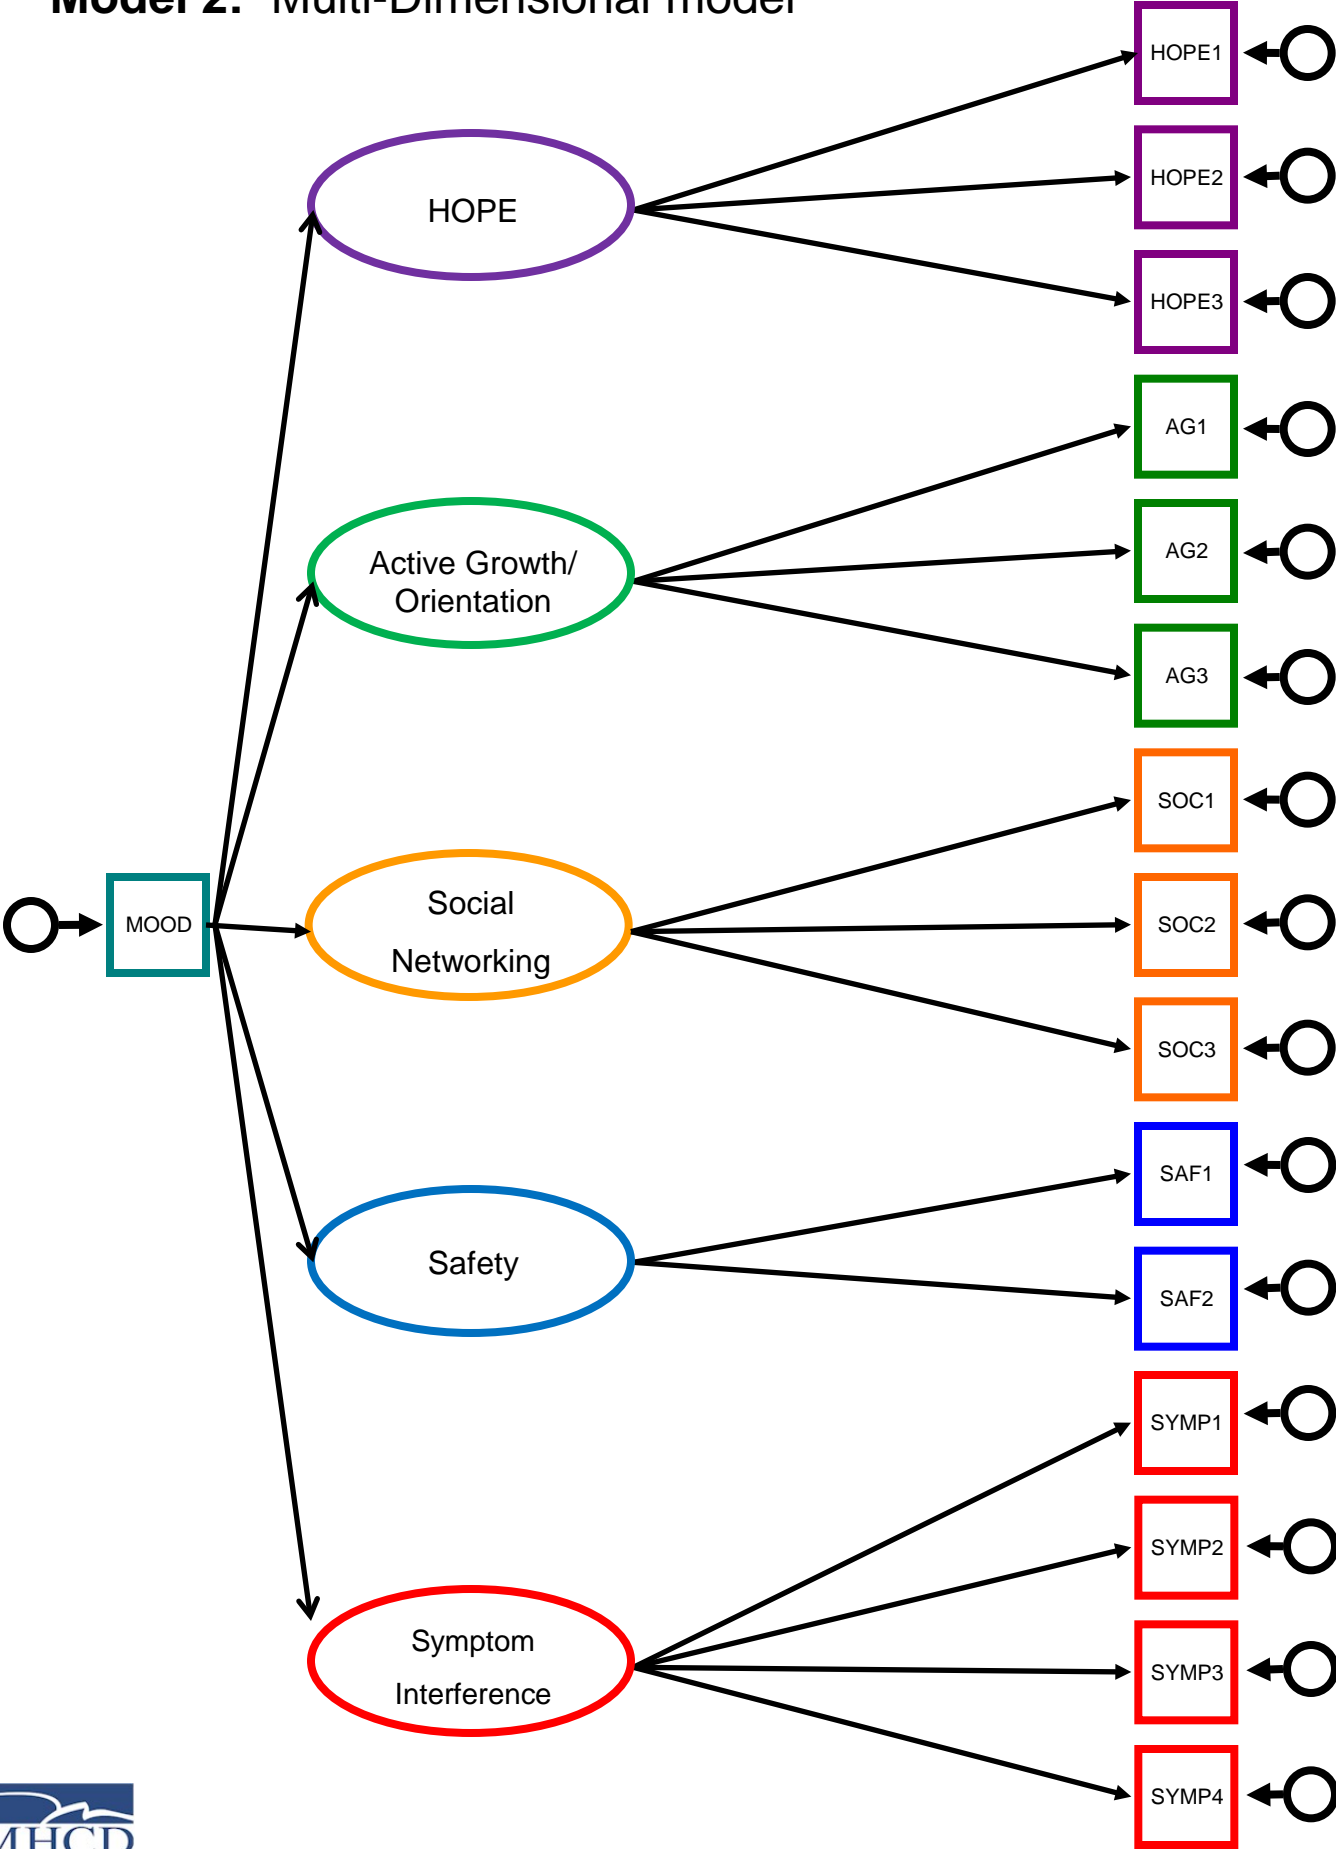 Model 2: Multi-Dimensional model
HOPE
Active Growth/
Orientation
Social
Networking
Safety
Symptom
Interference
MOOD
HOPE1
HOPE2
HOPE3
AG1
AG2
AG3
SOC1
SOC2
SOC3
SAF1
SAF2
SYMP1
SYMP2
SYMP3
SYMP4
MHCD